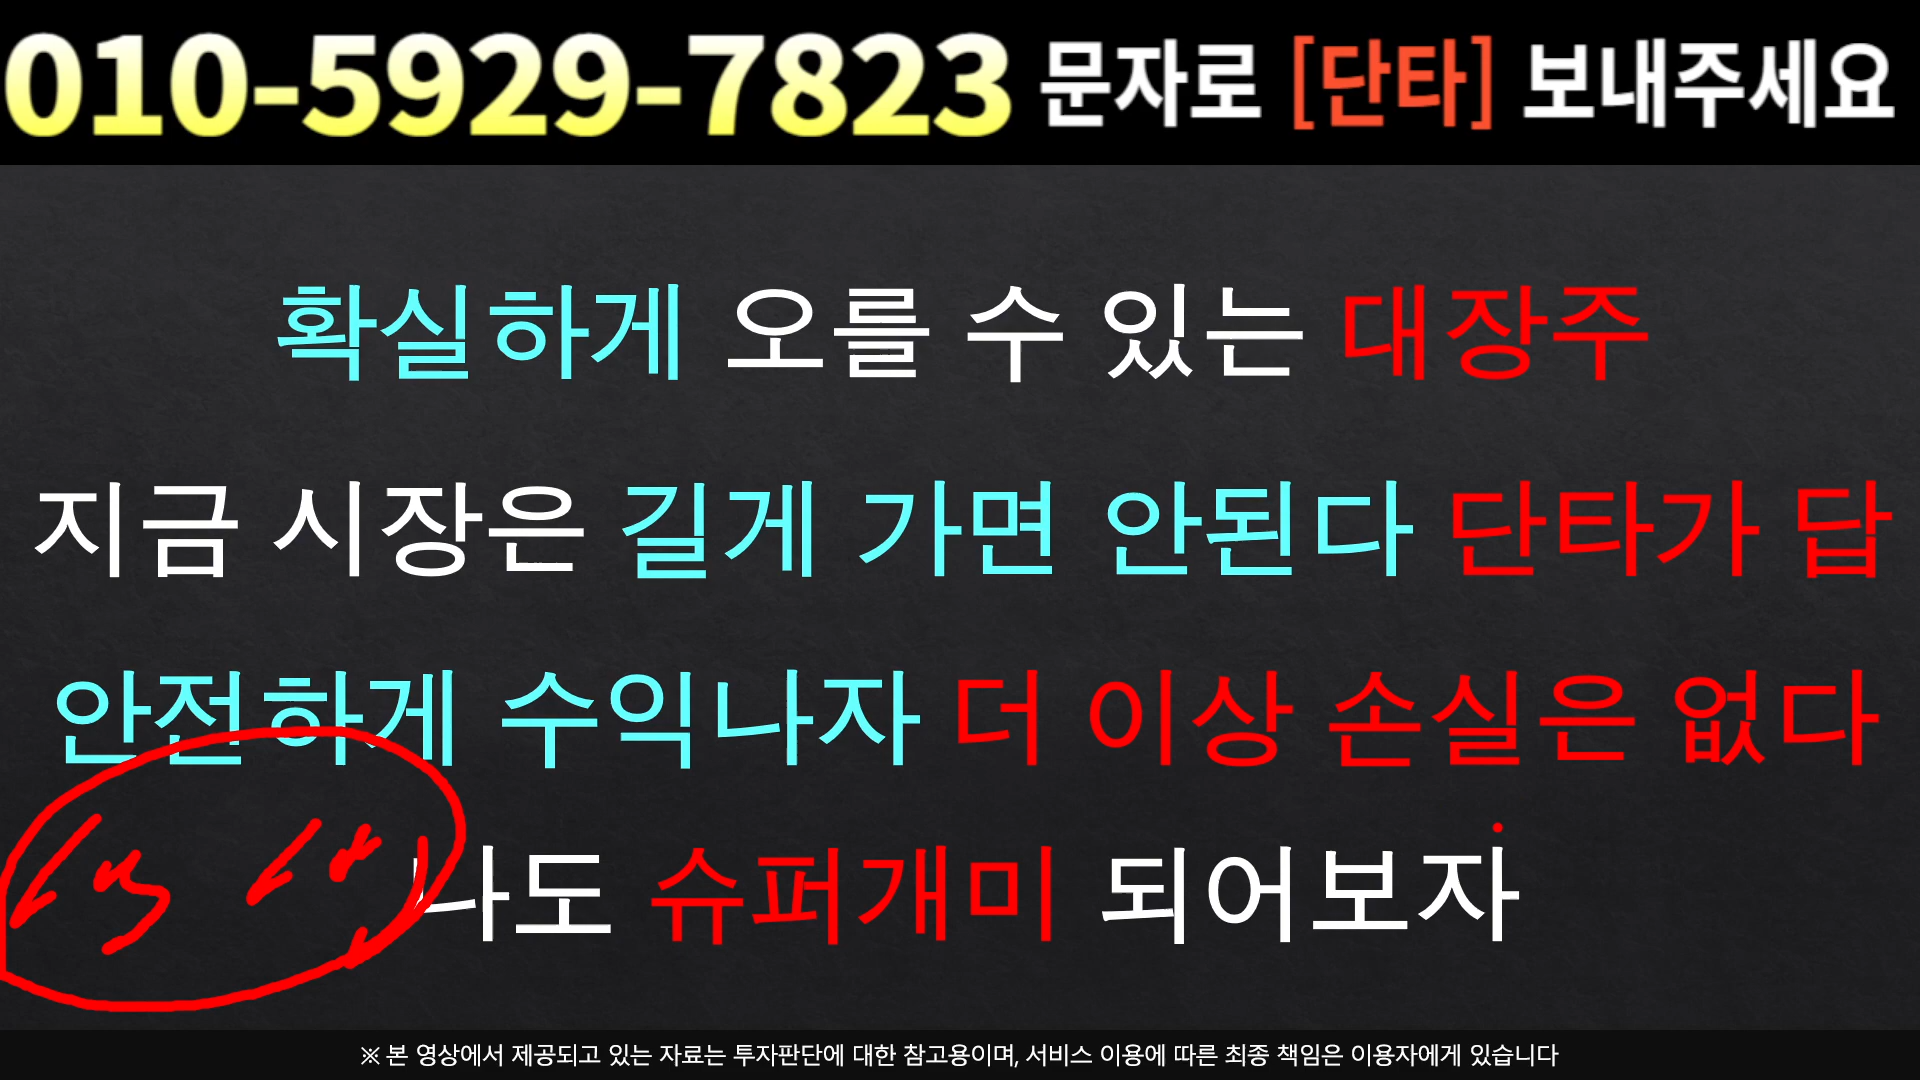 010-5929-7823 문자로 [단타] 보내주세요
확실하게 오를 수 있는 대장주
지금 시장은 길게 가면 안된다 단타가 답
안전하게 수익나자 더 이상 손실은 없다
나도 슈퍼개미 되어보자
※ 본 영상에서 제공되고 있는 자료는 투자판단에 대한 참고용이며, 서비스 이용에 따른 최종 책임은 이용자에게 있습니다